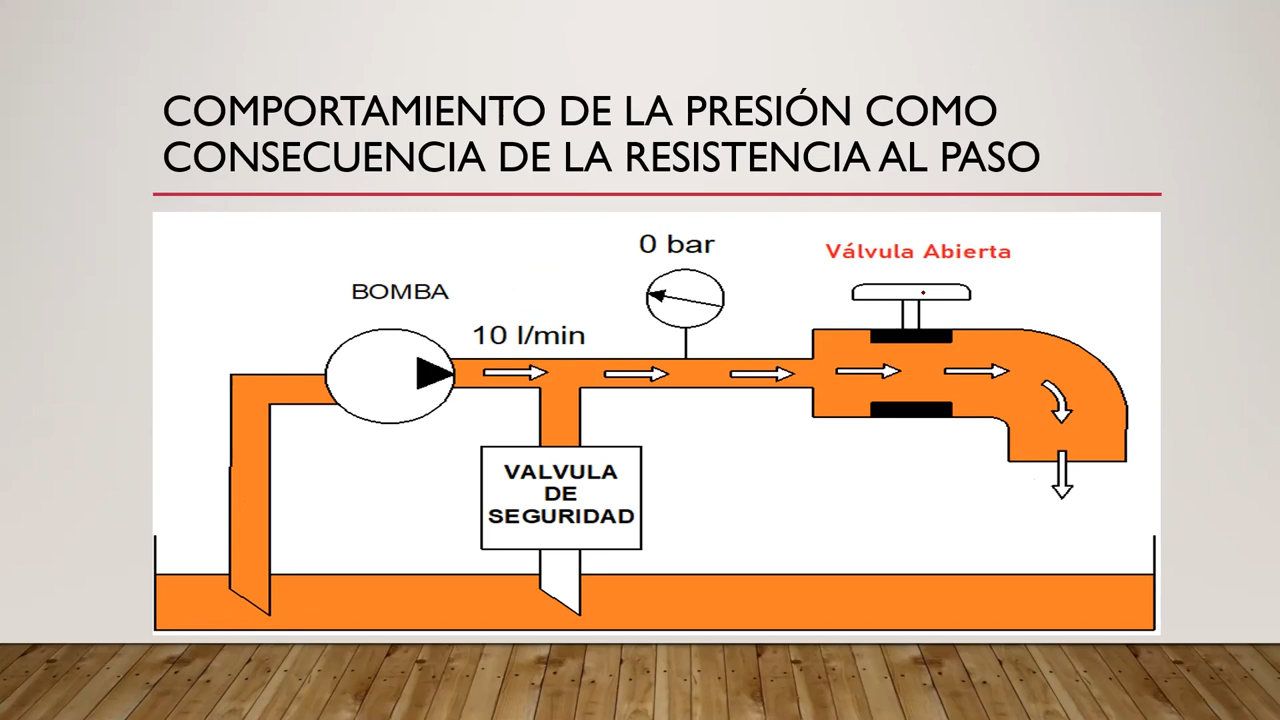 COMPORTAMIENTO DE LA PRESIÓN COMO
CONSECUENCIA DE LA RESISTENCIA AL PASO
0 bar
Válvula Abierta
BOMBA
10 l/min
VALVULA
DE
SEGURIDAD